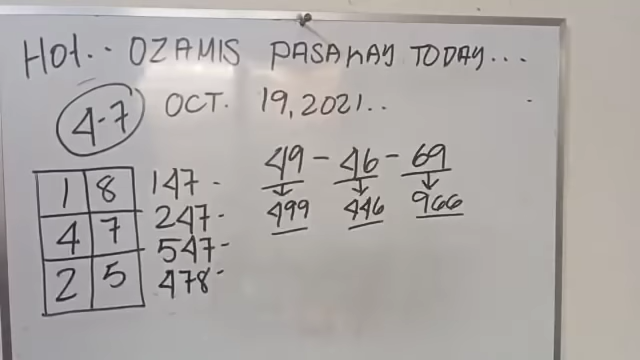 HOT.. OZAMIS PASAKAY TODAY...
4-7 OCT. 19, 2021..
49 - 46 - 69
499 446 966
1 8 147-
4 7 247-
547-
2 5 478-